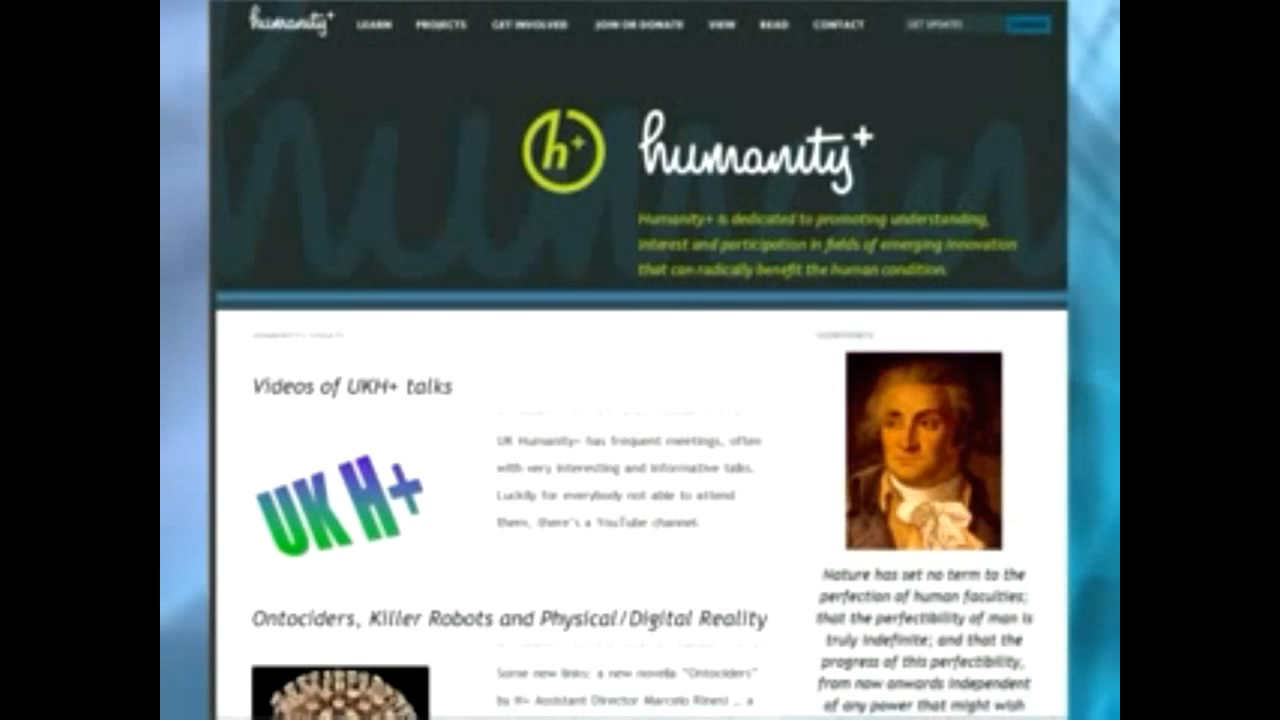 humanity+ LEARN PROJECTS GET INVOLVED JOIN OR DONATE VIEW READ CONTACT GET UPDATES
h+ humanity+
Humanity+ is dedicated to promoting understanding,
interest and participation in fields of emerging innovation
that can radically benefit the human condition.
Videos of UKH+ talks
UK Humanity+ has frequent meetings, often
with very interesting and informative talks.
Luckily for everybody not able to attend
them, there's a YouTube channel.
UK H+
Ontociders, Killer Robots and Physical/Digital Reality
Some new links: a new novella "Ontociders"
by H+ Assistant Director Marcelo Rinesi … a
Nature has set no term to the
perfection of human faculties;
that the perfectibility of man is
truly indefinite; and that the
progress of this perfectibility,
from now onwards independent
of any power that might wish